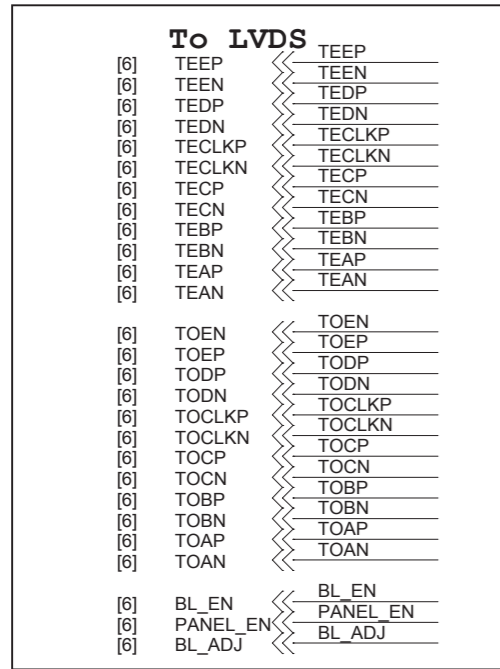 To LVDS
[6] TEEP TEEP
[6] TEEN TEEN
[6] TEDP TEDP
[6] TEDN TEDN
[6] TECLKP TECLKP
[6] TECLKN TECLKN
[6] TECP TECP
[6] TECN TECN
[6] TEBP TEBP
[6] TEBN TEBN
[6] TEAP TEAP
[6] TEAN TEAN
[6] TOEN TOEN
[6] TOEP TOEP
[6] TODP TODP
[6] TODN TODN
[6] TOCLKP TOCLKP
[6] TOCLKN TOCLKN
[6] TOCP TOCP
[6] TOCN TOCN
[6] TOBP TOBP
[6] TOBN TOBN
[6] TOAP TOAP
[6] TOAN TOAN
[6] BL_EN BL_EN
[6] PANEL_EN PANEL_EN
[6] BL_ADJ BL_ADJ